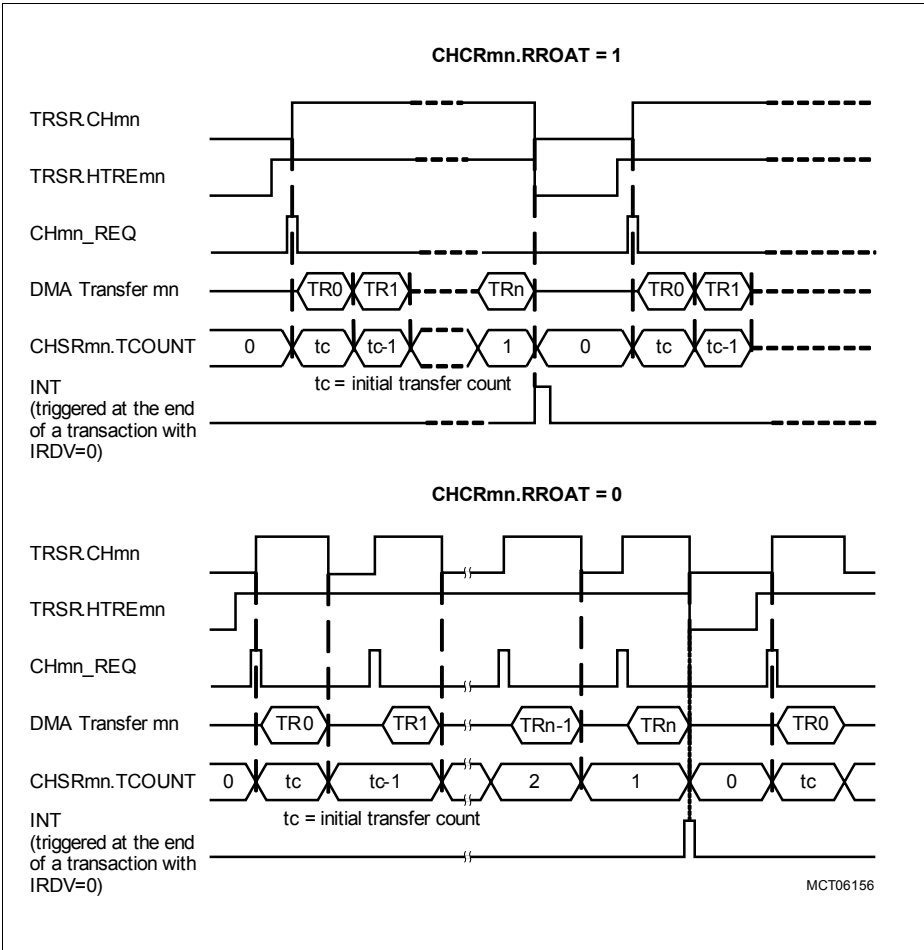 CHCRmn.RROAT = 1
TRSR.CHmn
TRSR.HTREmn
CHmn_REQ
DMA Transfer mn TR0 TR1 TRn TR0 TR1
CHSRmn.TCOUNT 0 tc tc-1 1 0 tc tc-1
INT tc = initial transfer count
(triggered at the end
of a transaction with
IRDV=0)
CHCRmn.RROAT = 0
TRSR.CHmn
TRSR.HTREmn
CHmn_REQ
DMA Transfer mn TR0 TR1 TRn-1 TRn TR0
CHSRmn.TCOUNT 0 tc tc-1 2 1 0 tc
INT tc = initial transfer count
(triggered at the end
of a transaction with
IRDV=0)
MCT06156